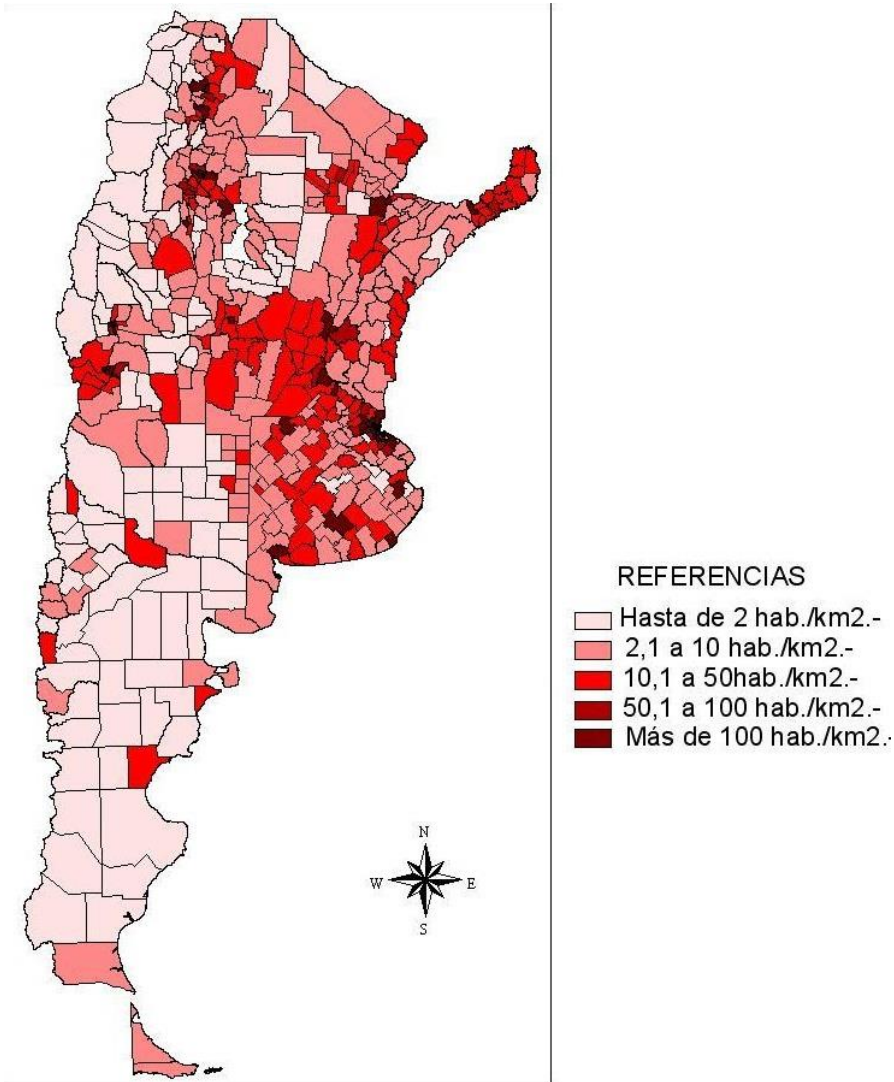 REFERENCIAS
Hasta de 2 hab./km2.-
2,1 a 10 hab./km2.-
10,1 a 50hab./km2.-
50,1 a 100 hab./km2.-
Más de 100 hab./km2.-
N
W E
S